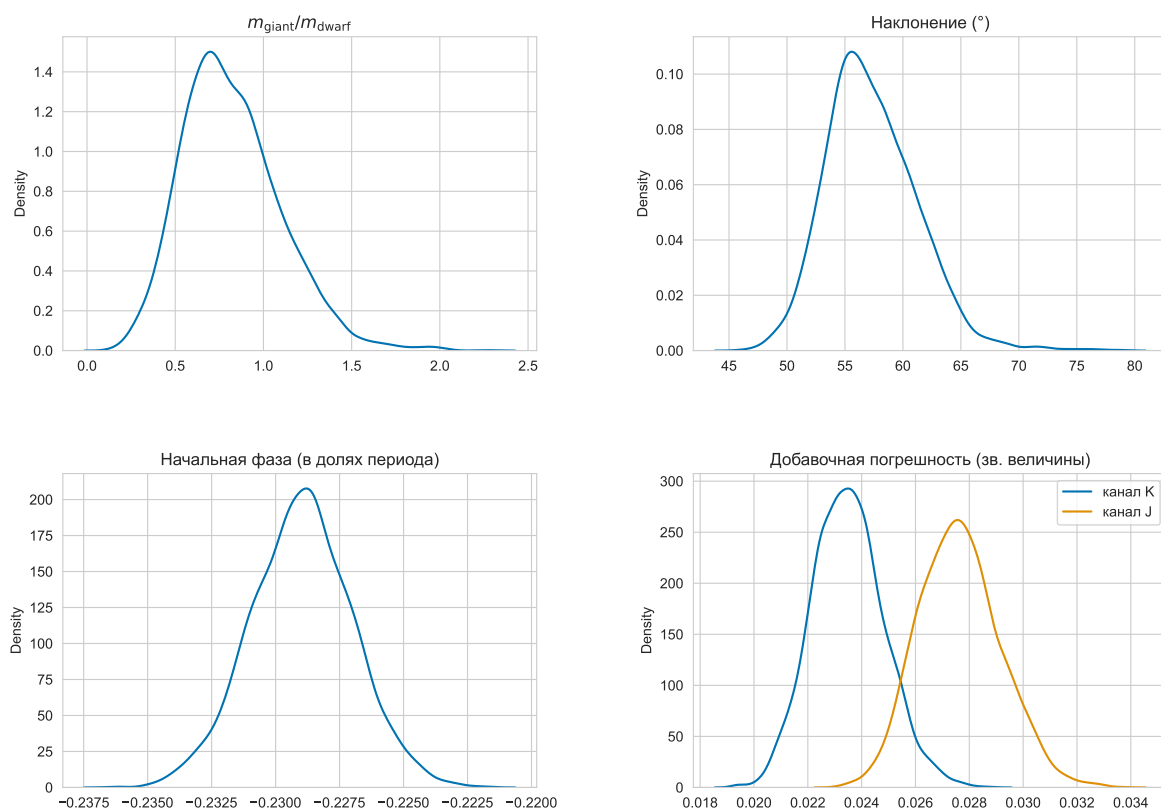 m_giant/m_dwarf
Density
1.4
1.2
1.0
0.8
0.6
0.4
0.2
0.0
0.0 0.5 1.0 1.5 2.0 2.5
Наклонение (°)
Density
0.10
0.08
0.06
0.04
0.02
0.00
45 50 55 60 65 70 75 80
Начальная фаза (в долях периода)
Density
200
175
150
125
100
75
50
25
0
−0.2375 −0.2350 −0.2325 −0.2300 −0.2275 −0.2250 −0.2225 −0.2200
Добавочная погрешность (зв. величины)
канал K
канал J
Density
300
250
200
150
100
50
0
0.018 0.020 0.022 0.024 0.026 0.028 0.030 0.032 0.034